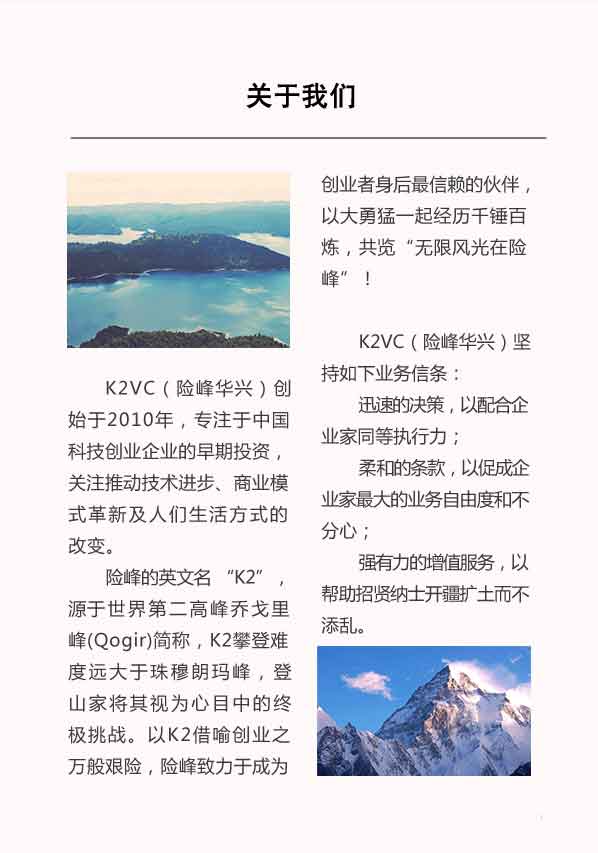 关于我们
K2VC（险峰华兴）创
始于2010年，专注于中国
科技创业企业的早期投资，
关注推动技术进步、商业模
式革新及人们生活方式的
改变。
险峰的英文名 “K2”，
源于世界第二高峰乔戈里
峰(Qogir)简称，K2攀登难
度远大于珠穆朗玛峰，登
山家将其视为心目中的终
极挑战。以K2借喻创业之
万般艰险，险峰致力于成为
创业者身后最信赖的伙伴，
以大勇猛一起经历千锤百
炼，共览“无限风光在险
峰” ！
K2VC（险峰华兴）坚
持如下业务信条：
迅速的决策，以配合企
业家同等执行力；
柔和的条款，以促成企
业家最大的业务自由度和不
分心；
强有力的增值服务，以
帮助招贤纳士开疆扩土而不
添乱。